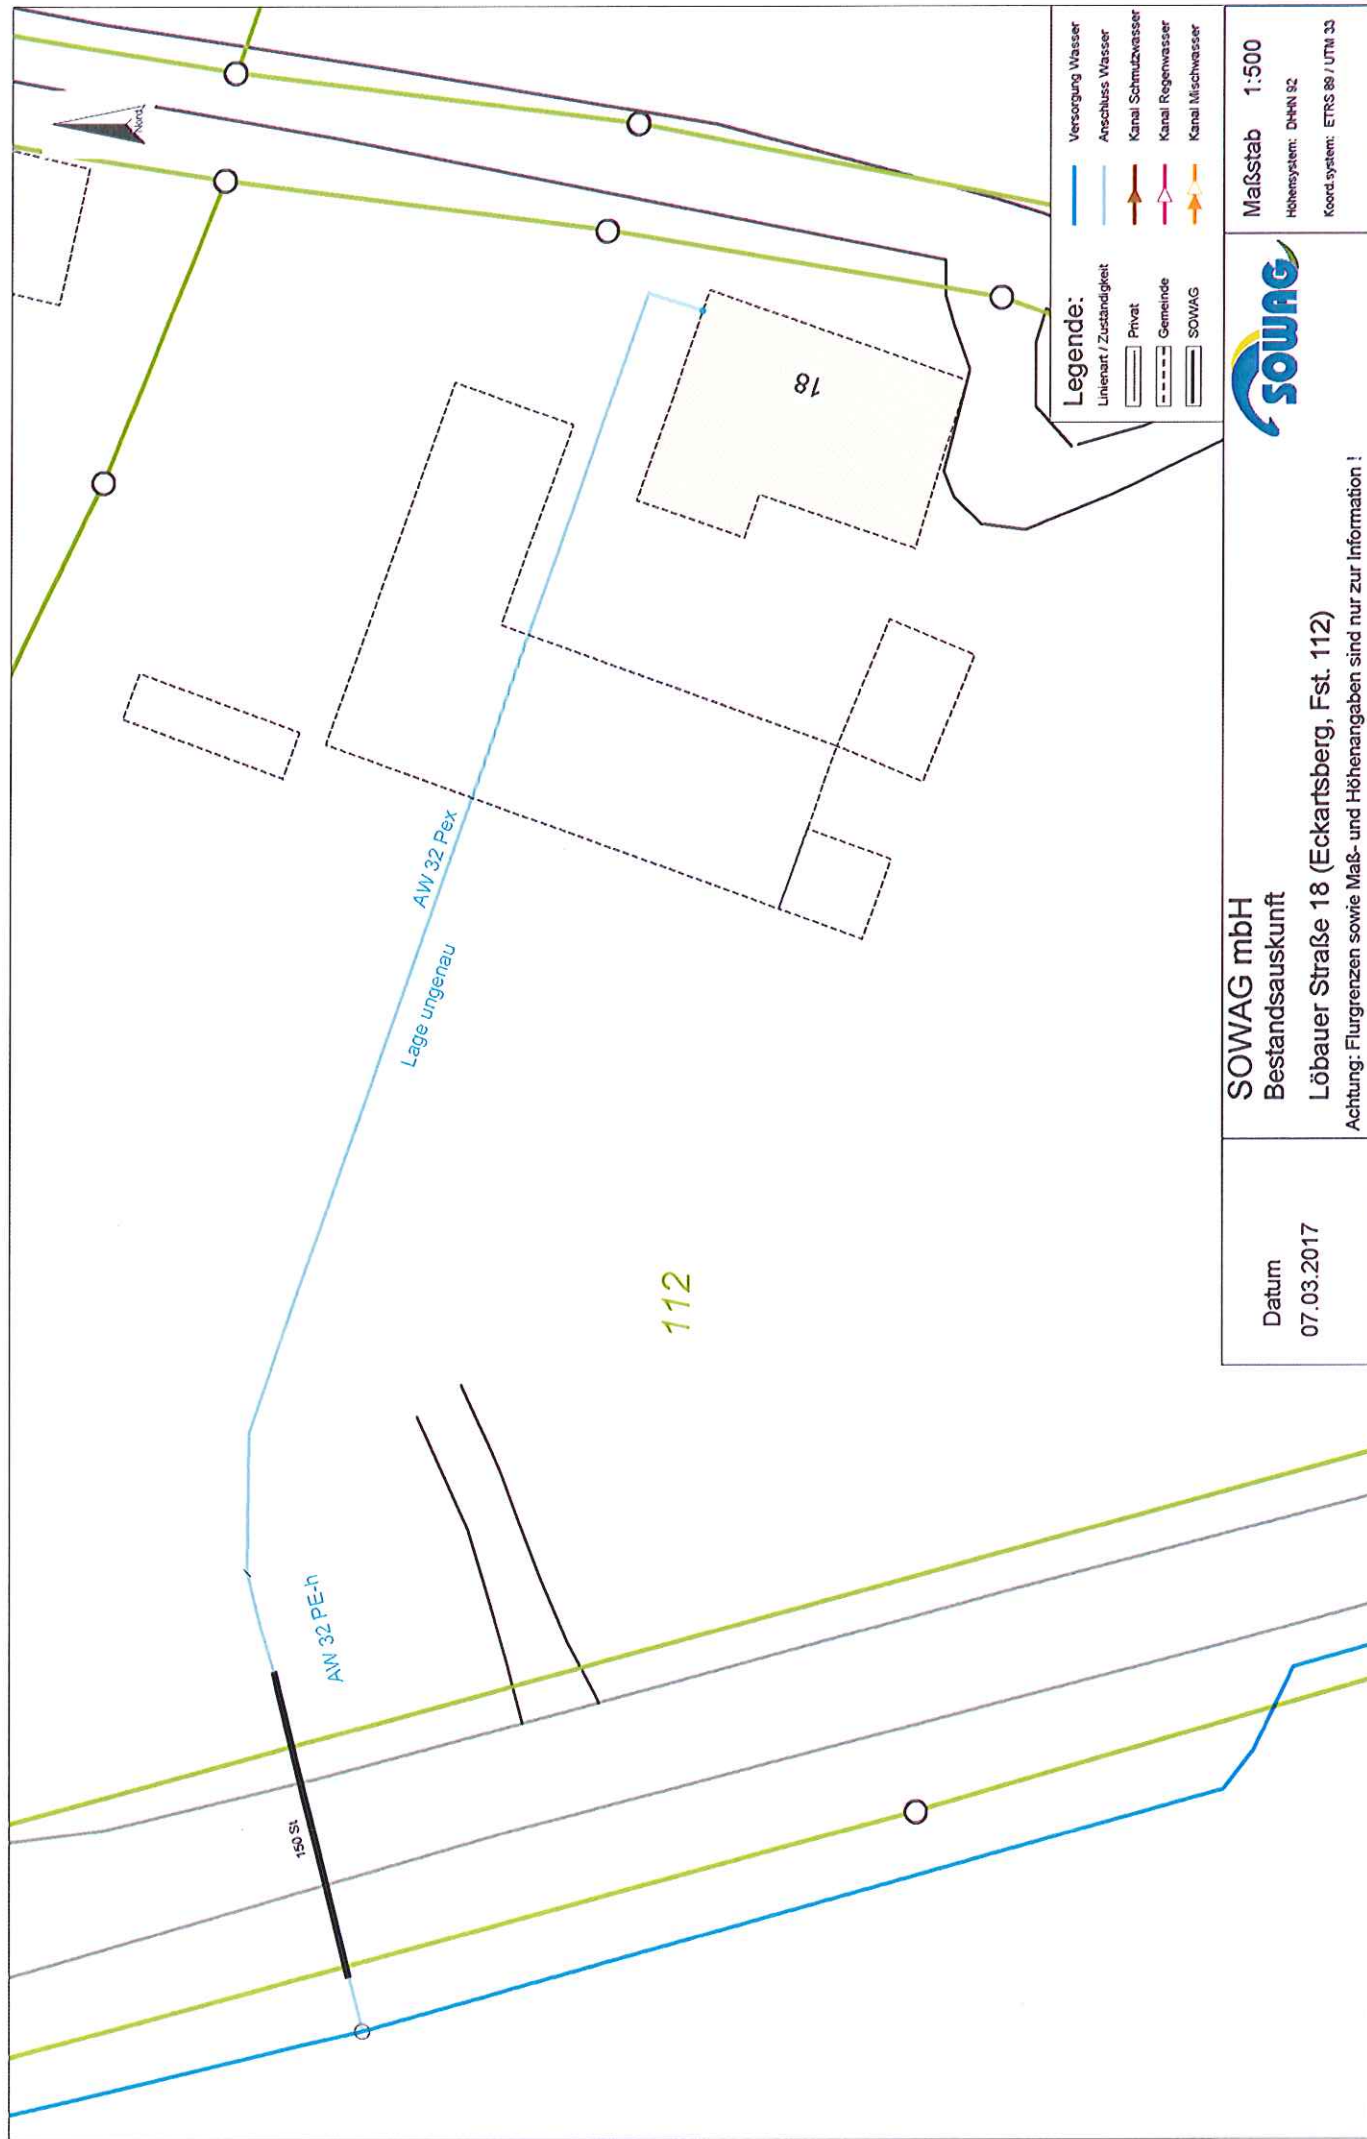 Nord
18
AW 32 Pex
Lage ungenau
112
AW 32 PE-h
150 St
Legende:
Linienart / Zuständigkeit
Privat
Gemeinde
SOWAG
Versorgung Wasser
Anschluss Wasser
Kanal Schmutzwasser
Kanal Regenwasser
Kanal Mischwasser
Datum
07.03.2017
SOWAG mbH
Bestandsauskunft
Löbauer Straße 18 (Eckartsberg, Fst. 112)
Achtung: Flurgrenzen sowie Maß- und Höhenangaben sind nur zur Information !
SOWAG
Maßstab 1:500
Höhensystem: DHHN 92
Koord.system: ETRS 89 / UTM 33